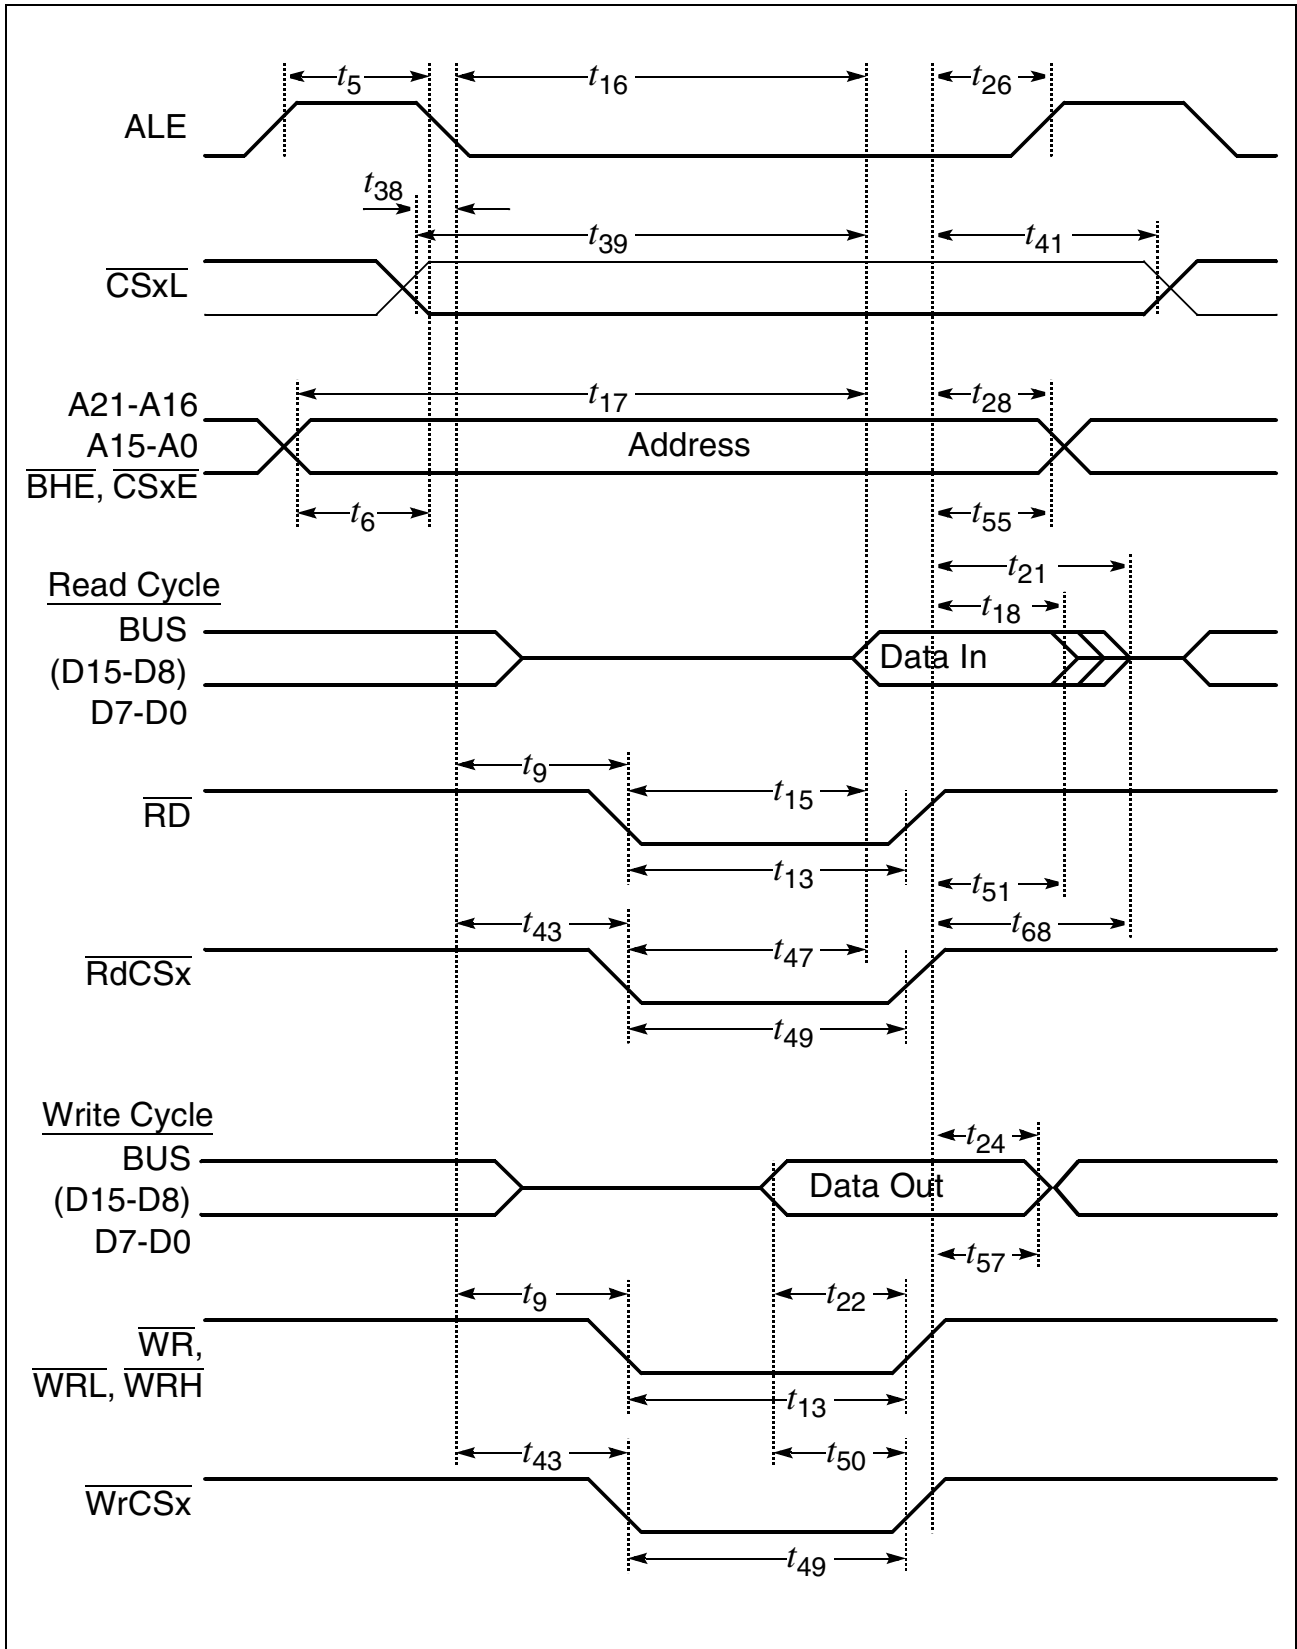 t5 t16 t26
ALE
t38
t39 t41
CSxL
A21-A16 t17 t28
A15-A0 Address
BHE, CSxE
t6 t55
t21
Read Cycle
t18
BUS
(D15-D8) Data In
D7-D0
t9
t15
RD
t13 t51
t43 t68
t47
RdCSx
t49
Write Cycle
t24
BUS
(D15-D8) Data Out
D7-D0
t57
t9 t22
WR,
WRL, WRH
t13
t43 t50
WrCSx
t49